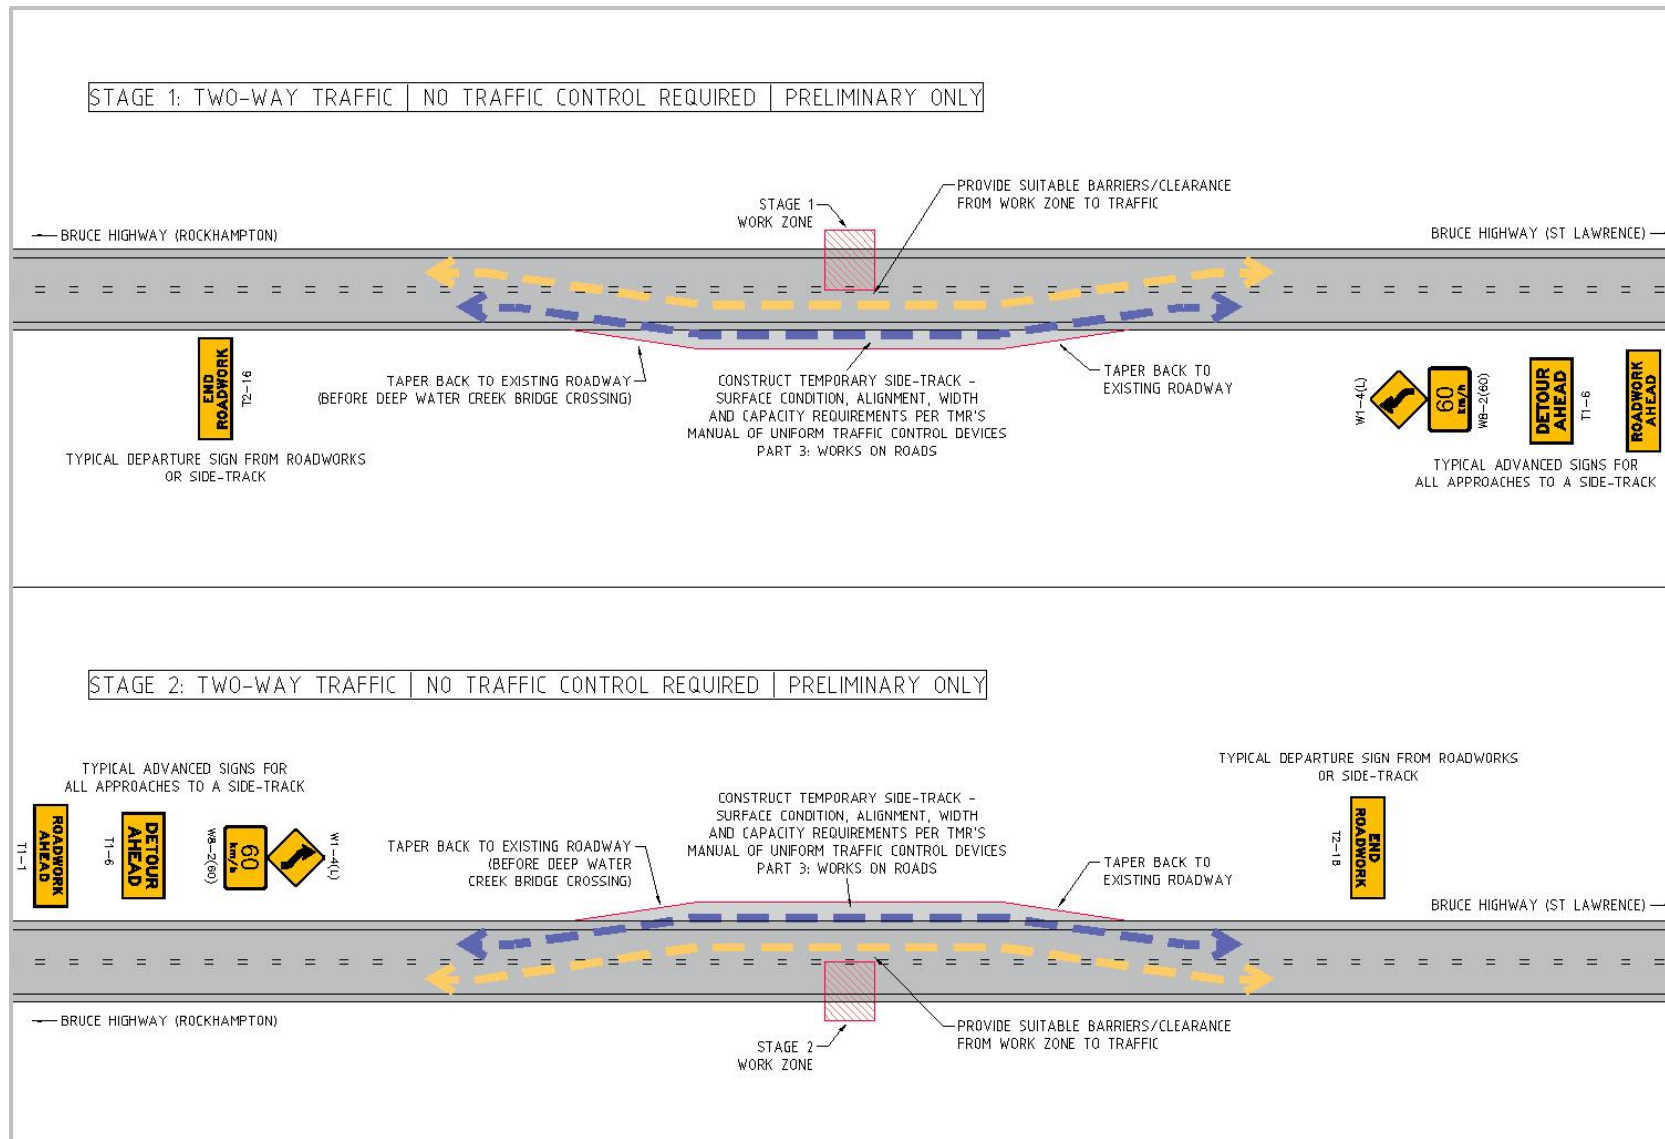 STAGE 1: TWO-WAY TRAFFIC | NO TRAFFIC CONTROL REQUIRED | PRELIMINARY ONLY
STAGE 1
WORK ZONE
PROVIDE SUITABLE BARRIERS/CLEARANCE
FROM WORK ZONE TO TRAFFIC
BRUCE HIGHWAY (ROCKHAMPTON)
BRUCE HIGHWAY (ST LAWRENCE)
END
ROADWORK
T2-16
TYPICAL DEPARTURE SIGN FROM ROADWORKS
OR SIDE-TRACK
TAPER BACK TO EXISTING ROADWAY
(BEFORE DEEP WATER CREEK BRIDGE CROSSING)
CONSTRUCT TEMPORARY SIDE-TRACK -
SURFACE CONDITION, ALIGNMENT, WIDTH
AND CAPACITY REQUIREMENTS PER TMR'S
MANUAL OF UNIFORM TRAFFIC CONTROL DEVICES
PART 3: WORKS ON ROADS
TAPER BACK TO
EXISTING ROADWAY
W1-4(L)
60
km/h
W8-2(60)
DETOUR
AHEAD
T1-6
ROADWORK
AHEAD
TYPICAL ADVANCED SIGNS FOR
ALL APPROACHES TO A SIDE-TRACK
STAGE 2: TWO-WAY TRAFFIC | NO TRAFFIC CONTROL REQUIRED | PRELIMINARY ONLY
TYPICAL ADVANCED SIGNS FOR
ALL APPROACHES TO A SIDE-TRACK
T1-1
ROADWORK
AHEAD
T1-6
DETOUR
AHEAD
W8-2(60)
60
km/h
W1-4(L)
TAPER BACK TO EXISTING ROADWAY
(BEFORE DEEP WATER
CREEK BRIDGE CROSSING)
CONSTRUCT TEMPORARY SIDE-TRACK -
SURFACE CONDITION, ALIGNMENT, WIDTH
AND CAPACITY REQUIREMENTS PER TMR'S
MANUAL OF UNIFORM TRAFFIC CONTROL DEVICES
PART 3: WORKS ON ROADS
TAPER BACK TO
EXISTING ROADWAY
TYPICAL DEPARTURE SIGN FROM ROADWORKS
OR SIDE-TRACK
T2-18
END
ROADWORK
BRUCE HIGHWAY (ST LAWRENCE)
BRUCE HIGHWAY (ROCKHAMPTON)
STAGE 2
WORK ZONE
PROVIDE SUITABLE BARRIERS/CLEARANCE
FROM WORK ZONE TO TRAFFIC